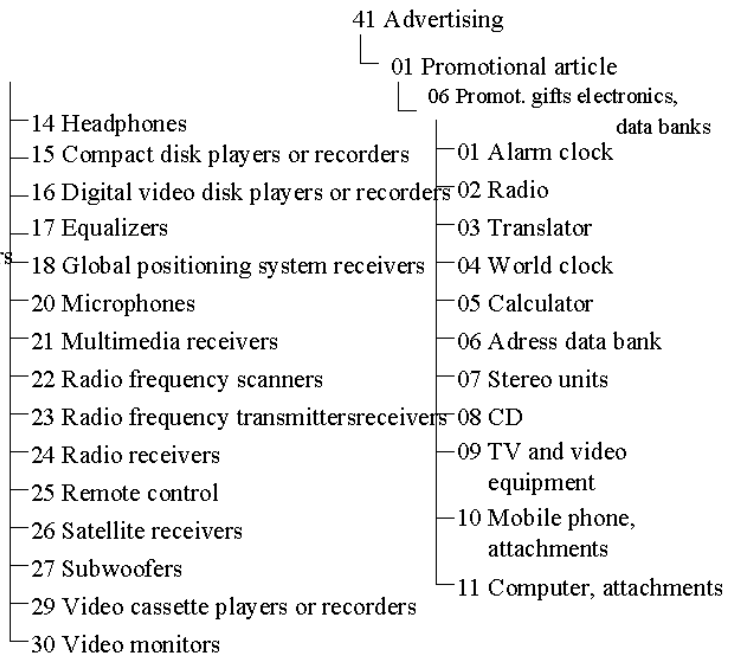 41 Advertising
01 Promotional article
06 Promot. gifts electronics,
data banks
14 Headphones
15 Compact disk players or recorders
16 Digital video disk players or recorders
17 Equalizers
rs
18 Global positioning system receivers
20 Microphones
21 Multimedia receivers
22 Radio frequency scanners
23 Radio frequency transmittersreceivers
24 Radio receivers
25 Remote control
26 Satellite receivers
27 Subwoofers
29 Video cassette players or recorders
30 Video monitors
01 Alarm clock
02 Radio
03 Translator
04 World clock
05 Calculator
06 Adress data bank
07 Stereo units
08 CD
09 TV and video
equipment
10 Mobile phone,
attachments
11 Computer, attachments